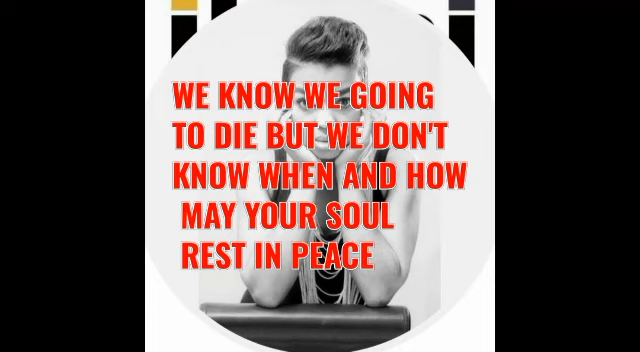 WE KNOW WE GOING
TO DIE BUT WE DON'T
KNOW WHEN AND HOW
MAY YOUR SOUL
REST IN PEACE